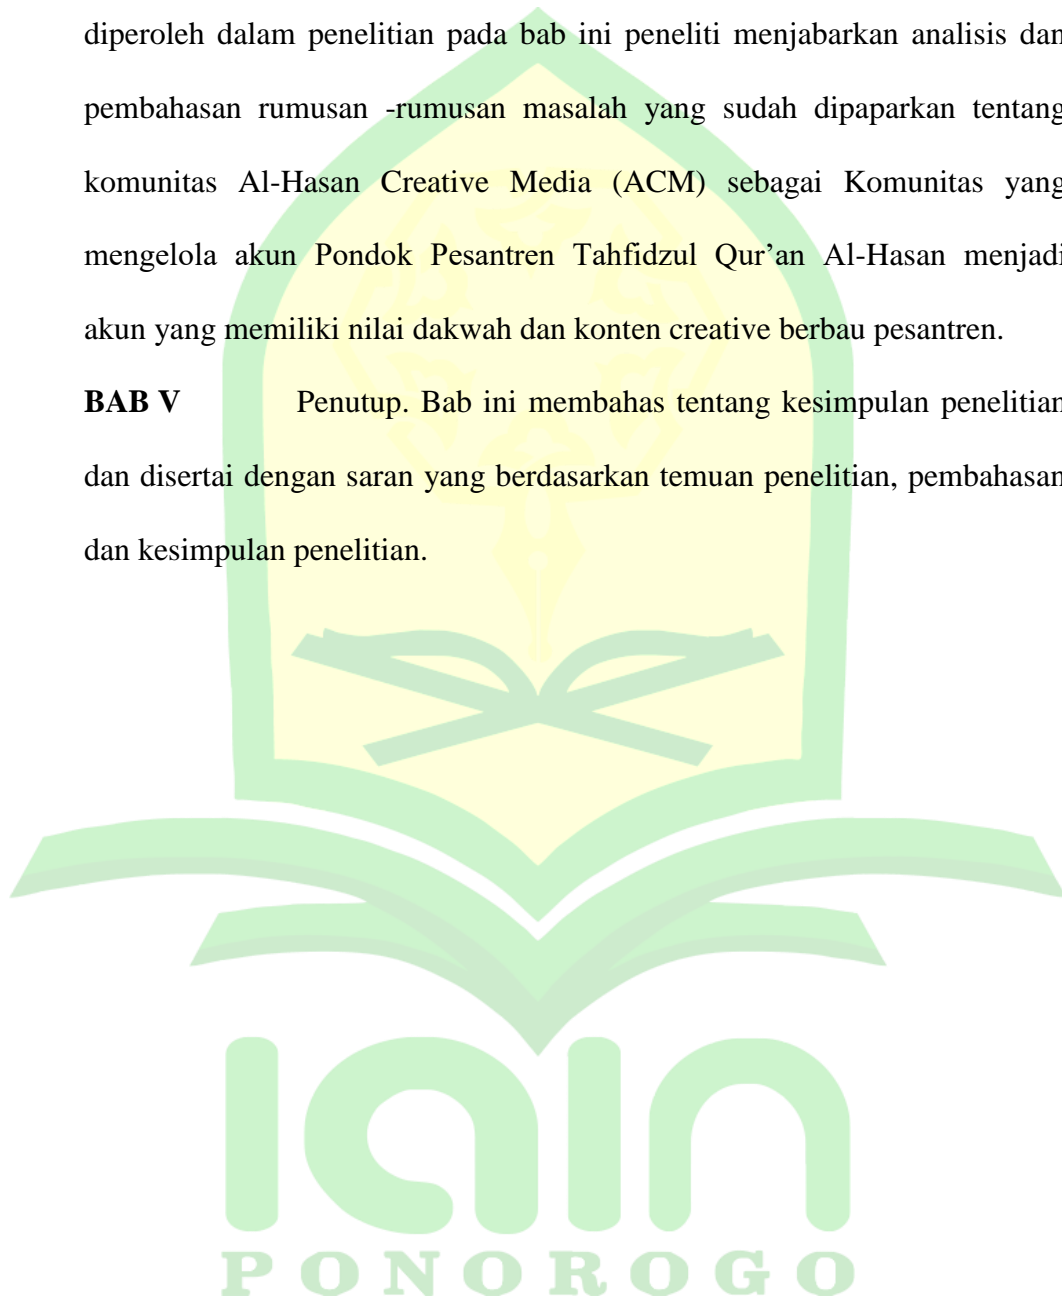 diperoleh dalam penelitian pada bab ini peneliti menjabarkan analisis dan
pembahasan rumusan -rumusan masalah yang sudah dipaparkan tentang
komunitas Al-Hasan Creative Media (ACM) sebagai Komunitas yang
mengelola akun Pondok Pesantren Tahfidzul Qur’an Al-Hasan menjadi
akun yang memiliki nilai dakwah dan konten creative berbau pesantren.
BAB V Penutup. Bab ini membahas tentang kesimpulan penelitian
dan disertai dengan saran yang berdasarkan temuan penelitian, pembahasan
dan kesimpulan penelitian.
IAIN
PONOROGO